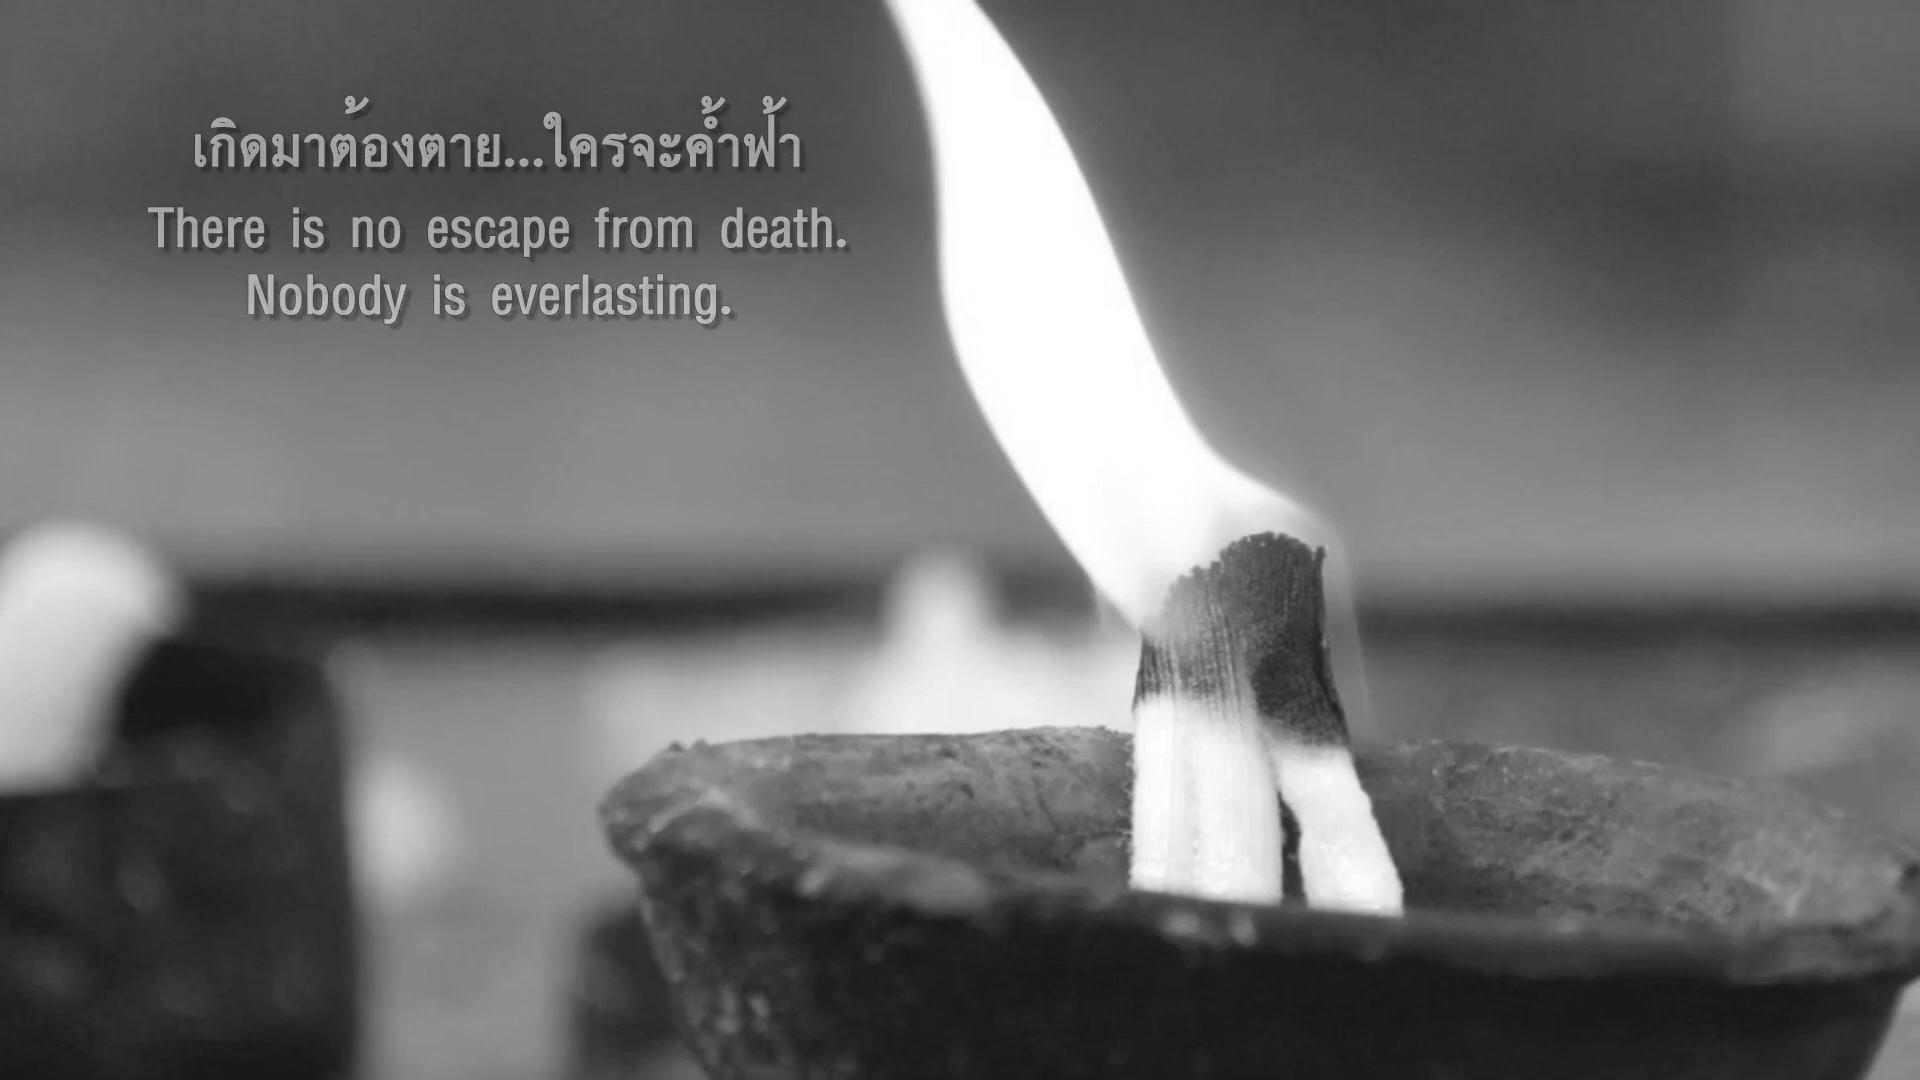 เกิดมาต้องตาย...ใครจะค้ำฟ้า
There is no escape from death.
Nobody is everlasting.